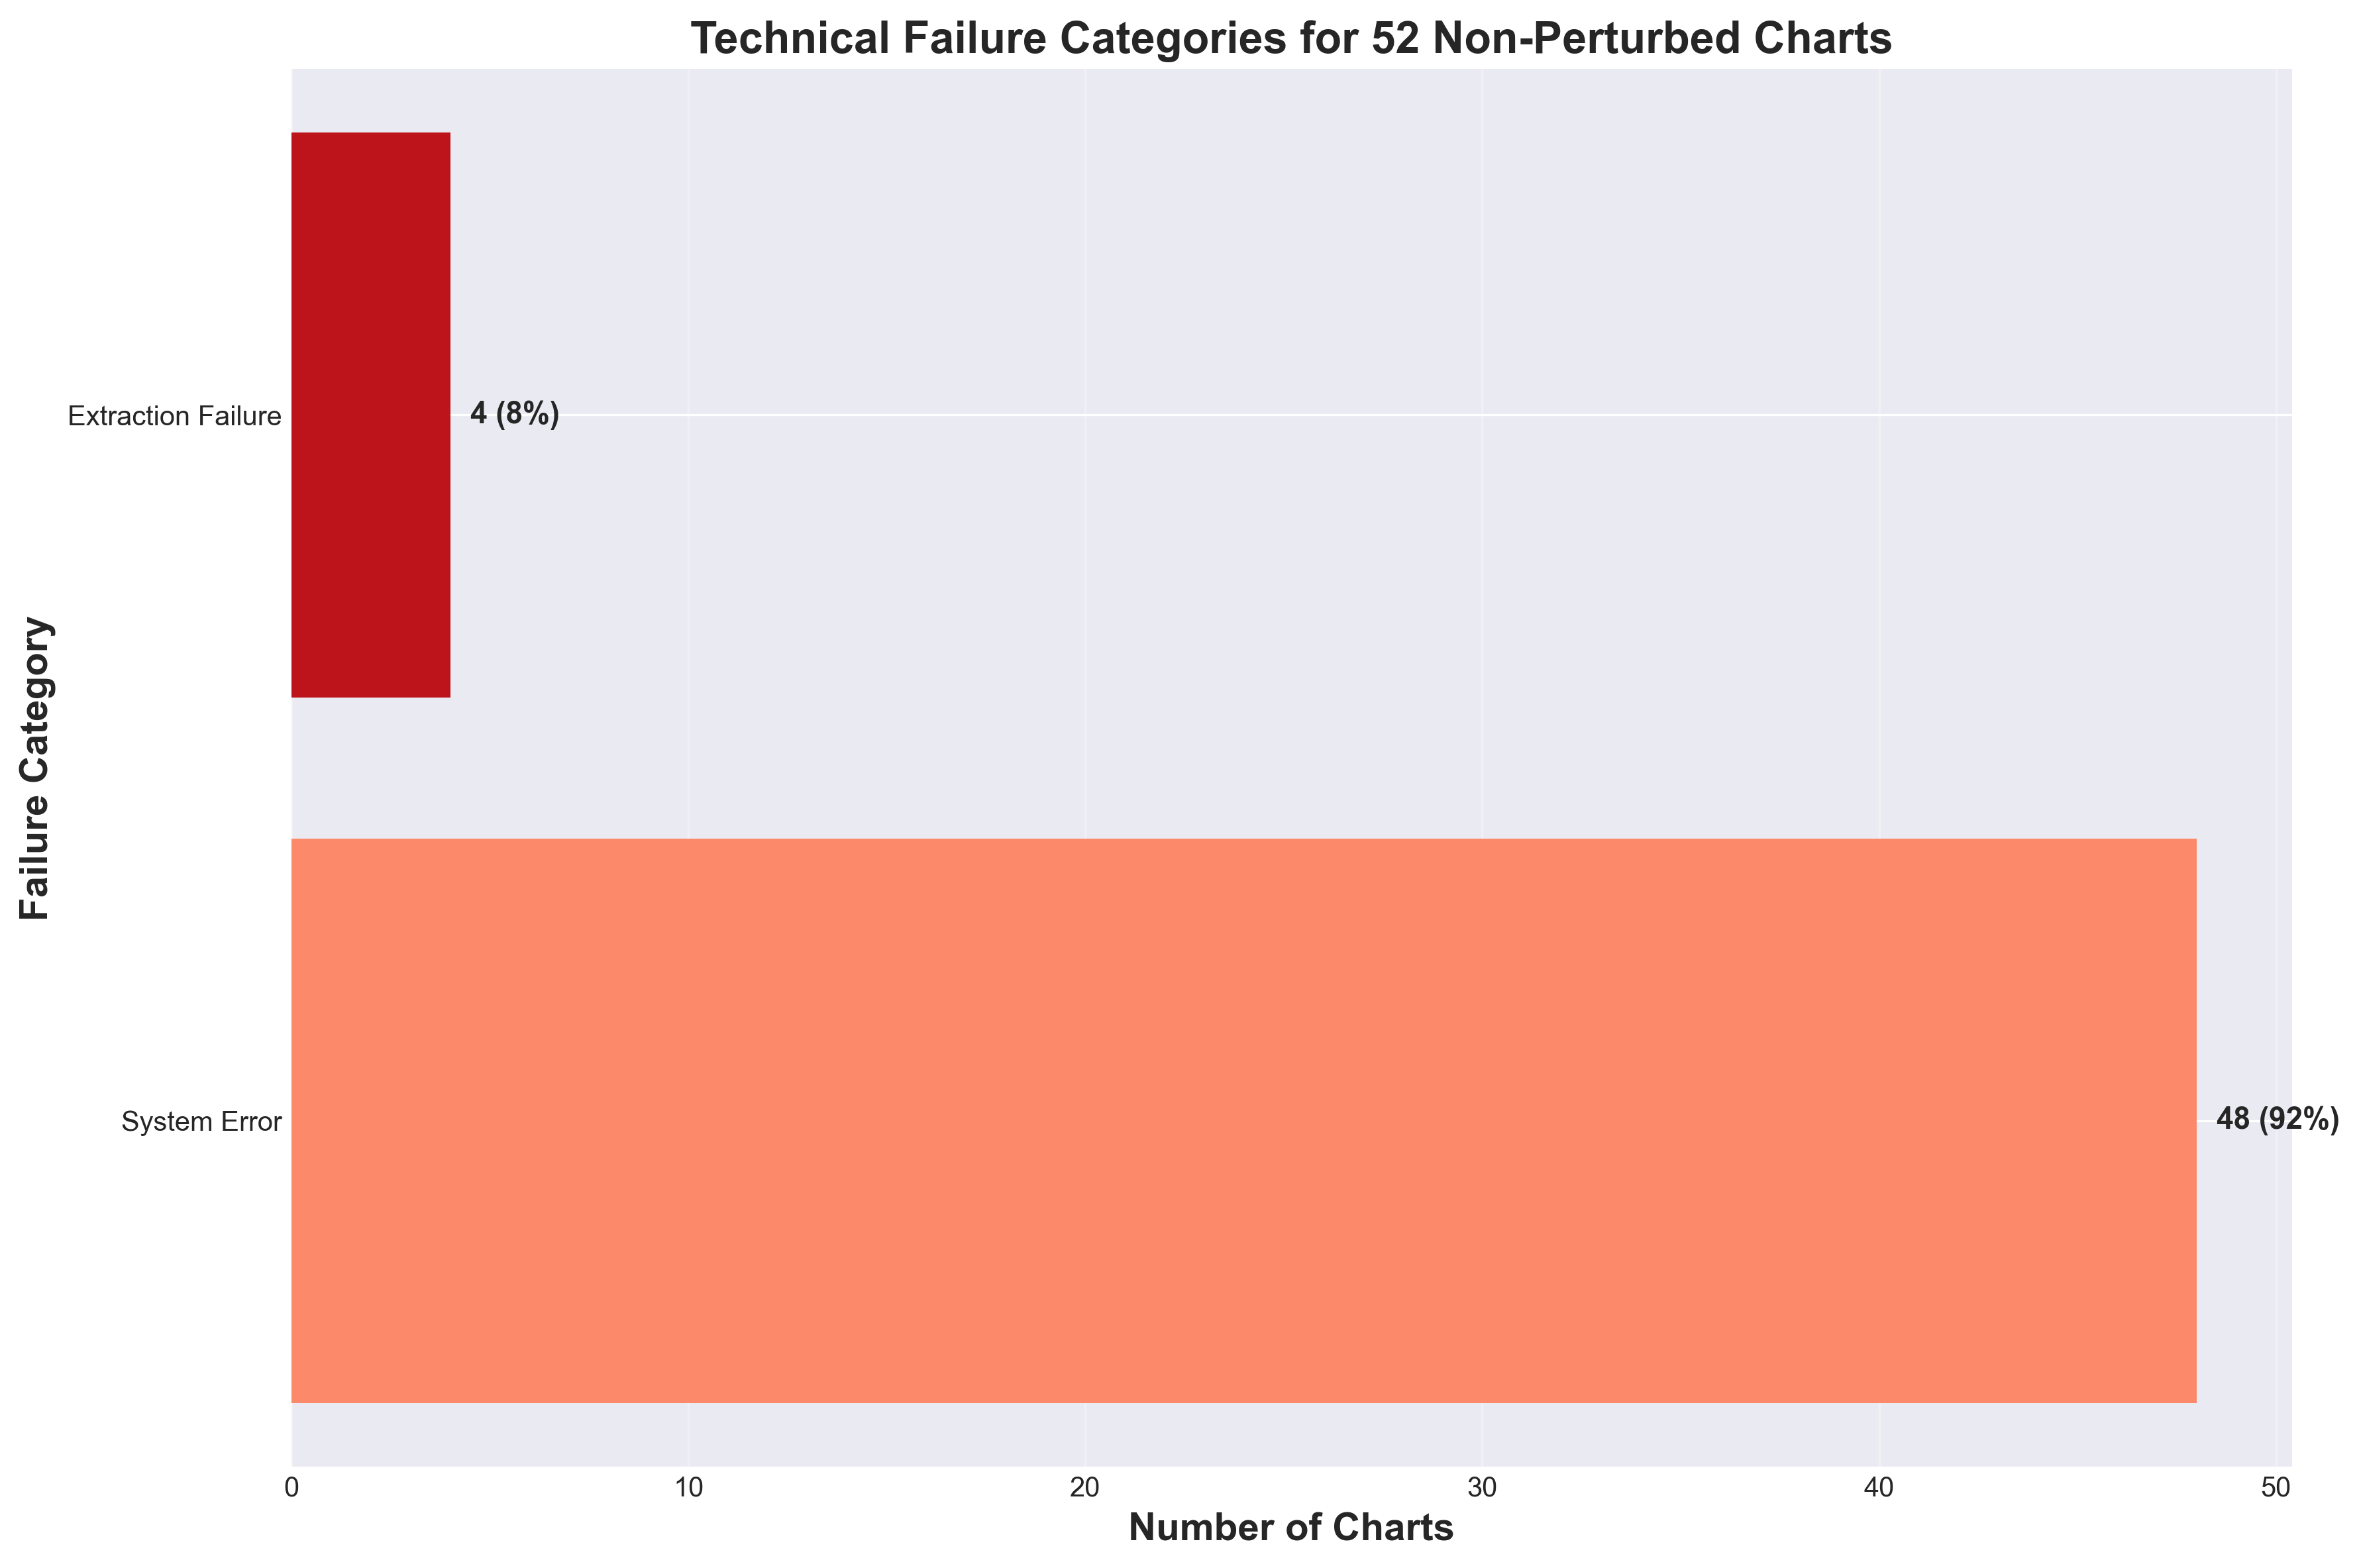 Technical Failure Categories for 52 Non-Perturbed Charts
Failure Category
Extraction Failure
4 (8%)
System Error
48 (92%)
0 10 20 30 40 50
Number of Charts